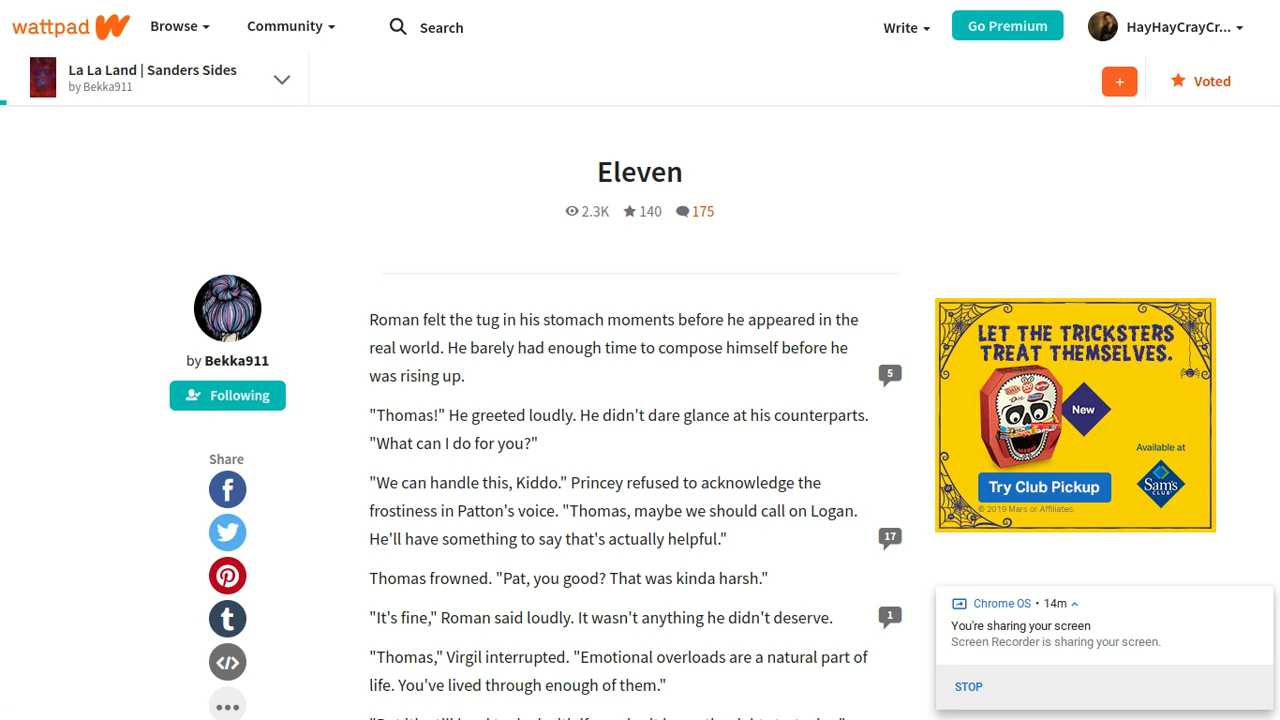 wattpad
Browse
Community
Search
Write
Go Premium
HayHayCrayCr...
La La Land | Sanders Sides
by Bekka911
+
Voted
Eleven
2.3K 140 175
by Bekka911
Following
Share
Roman felt the tug in his stomach moments before he appeared in the
real world. He barely had enough time to compose himself before he
was rising up.
5
"Thomas!" He greeted loudly. He didn't dare glance at his counterparts.
"What can I do for you?"
"We can handle this, Kiddo." Princey refused to acknowledge the
frostiness in Patton's voice. "Thomas, maybe we should call on Logan.
He'll have something to say that's actually helpful."
17
Thomas frowned. "Pat, you good? That was kinda harsh."
"It's fine," Roman said loudly. It wasn't anything he didn't deserve.
1
"Thomas," Virgil interrupted. "Emotional overloads are a natural part of
life. You've lived through enough of them."
LET THE TRICKSTERS
TREAT THEMSELVES.
New
Available at
Sam's
CLUB
Try Club Pickup
© 2019 Mars or Affiliates.
Chrome OS • 14m
You're sharing your screen
Screen Recorder is sharing your screen.
STOP